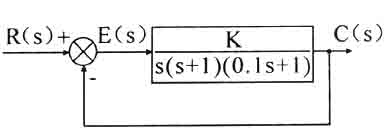 R(s) + E(s) K C(s)
s(s+1)(0.1s+1)
-